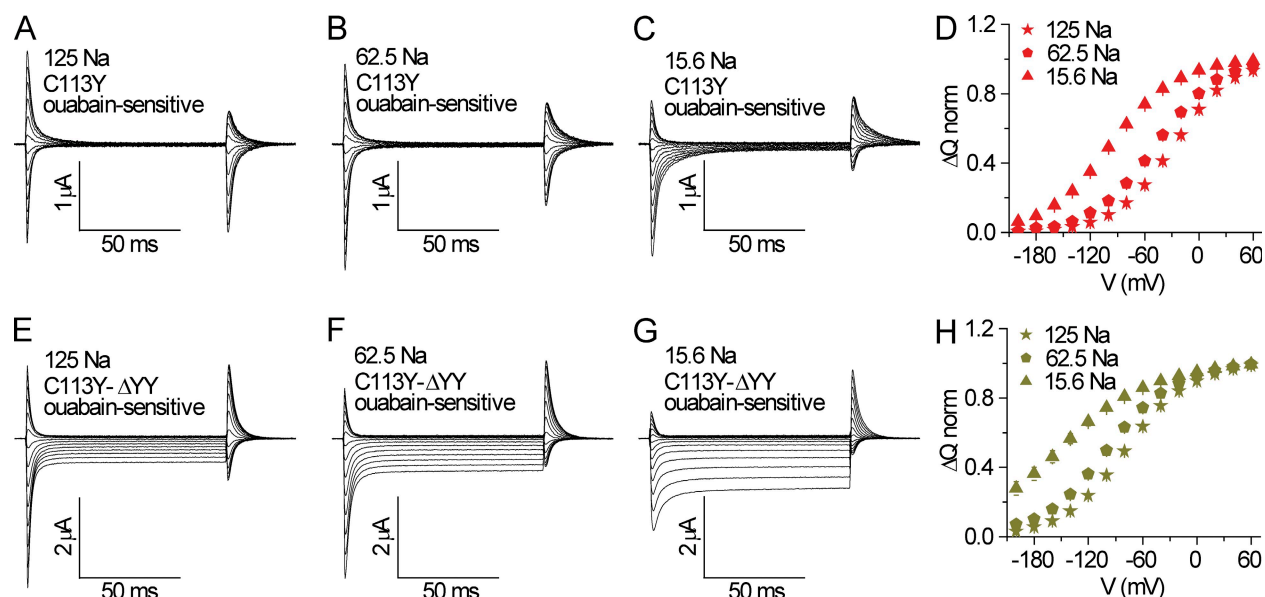 A
125 Na
C113Y
ouabain-sensitive
1 μA
50 ms
B
62.5 Na
C113Y
ouabain-sensitive
1 μA
50 ms
C
15.6 Na
C113Y
ouabain-sensitive
1 μA
50 ms
D
125 Na
62.5 Na
15.6 Na
ΔQ norm
1.2
0.8
0.4
0.0
-180 -120 -60 0 60
V (mV)
E
125 Na
C113Y- ΔYY
ouabain-sensitive
2 μA
50 ms
F
62.5 Na
C113Y-ΔYY
ouabain-sensitive
2 μA
50 ms
G
15.6 Na
C113Y-ΔYY
ouabain-sensitive
2 μA
50 ms
H
125 Na
62.5 Na
15.6 Na
ΔQ norm
1.2
0.8
0.4
0.0
-180 -120 -60 0 60
V (mV)